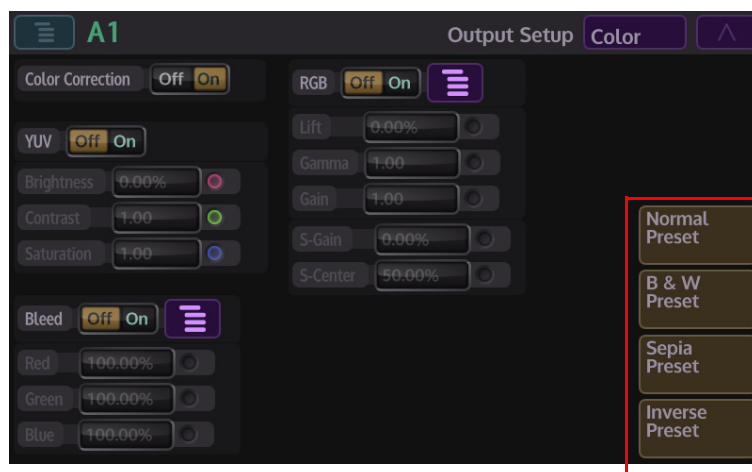 A1
Output Setup Color
Color Correction Off On
YUV Off On
Brightness 0.00%
Contrast 1.00
Saturation 1.00
Bleed Off On
Red 100.00%
Green 100.00%
Blue 100.00%
RGB Off On
Lift 0.00%
Gamma 1.00
Gain 1.00
S-Gain 0.00%
S-Center 50.00%
Normal
Preset
B & W
Preset
Sepia
Preset
Inverse
Preset